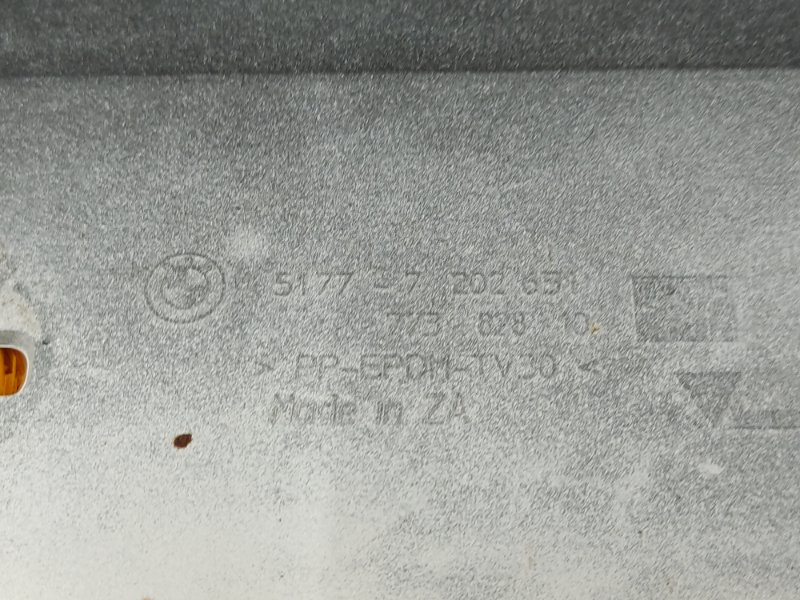 5177 - 7 202 651
773 828 10
> PP-EPDM-TV30 <
Made in ZA